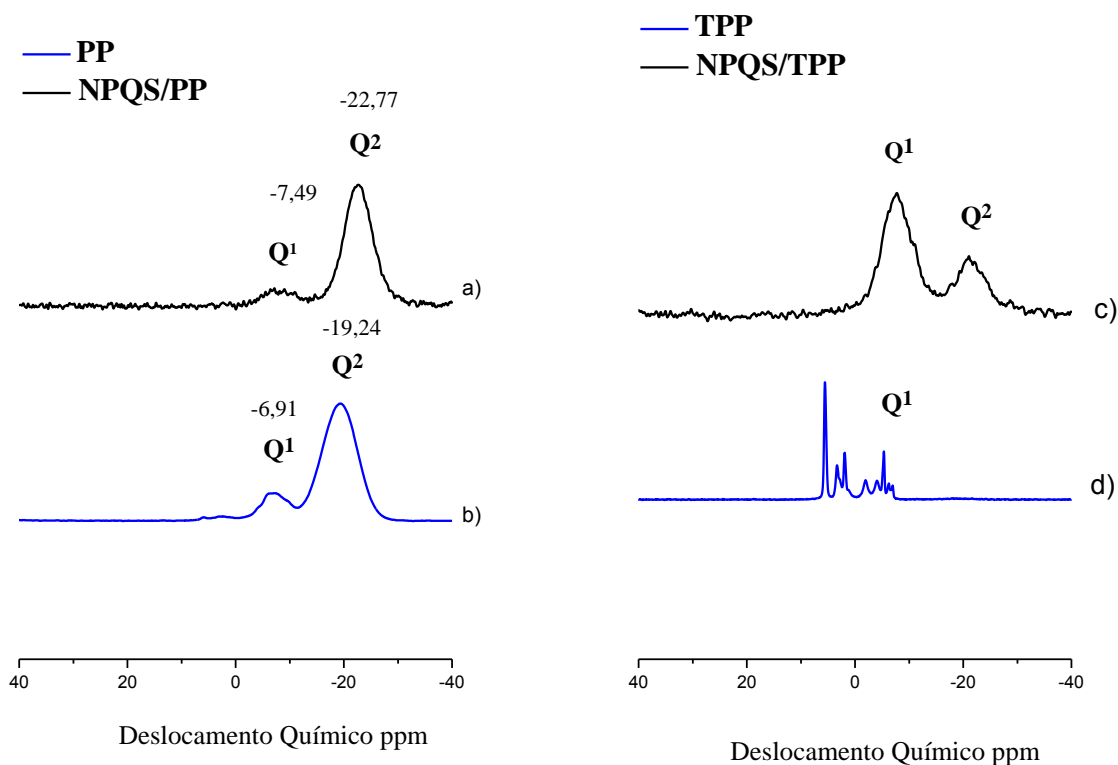 PP
NPQS/PP
-22,77
Q²
-7,49
Q¹
a)
-19,24
Q²
-6,91
Q¹
b)
40 20 0 -20 -40
Deslocamento Químico ppm
TPP
NPQS/TPP
Q¹
Q²
c)
Q¹
d)
40 20 0 -20 -40
Deslocamento Químico ppm